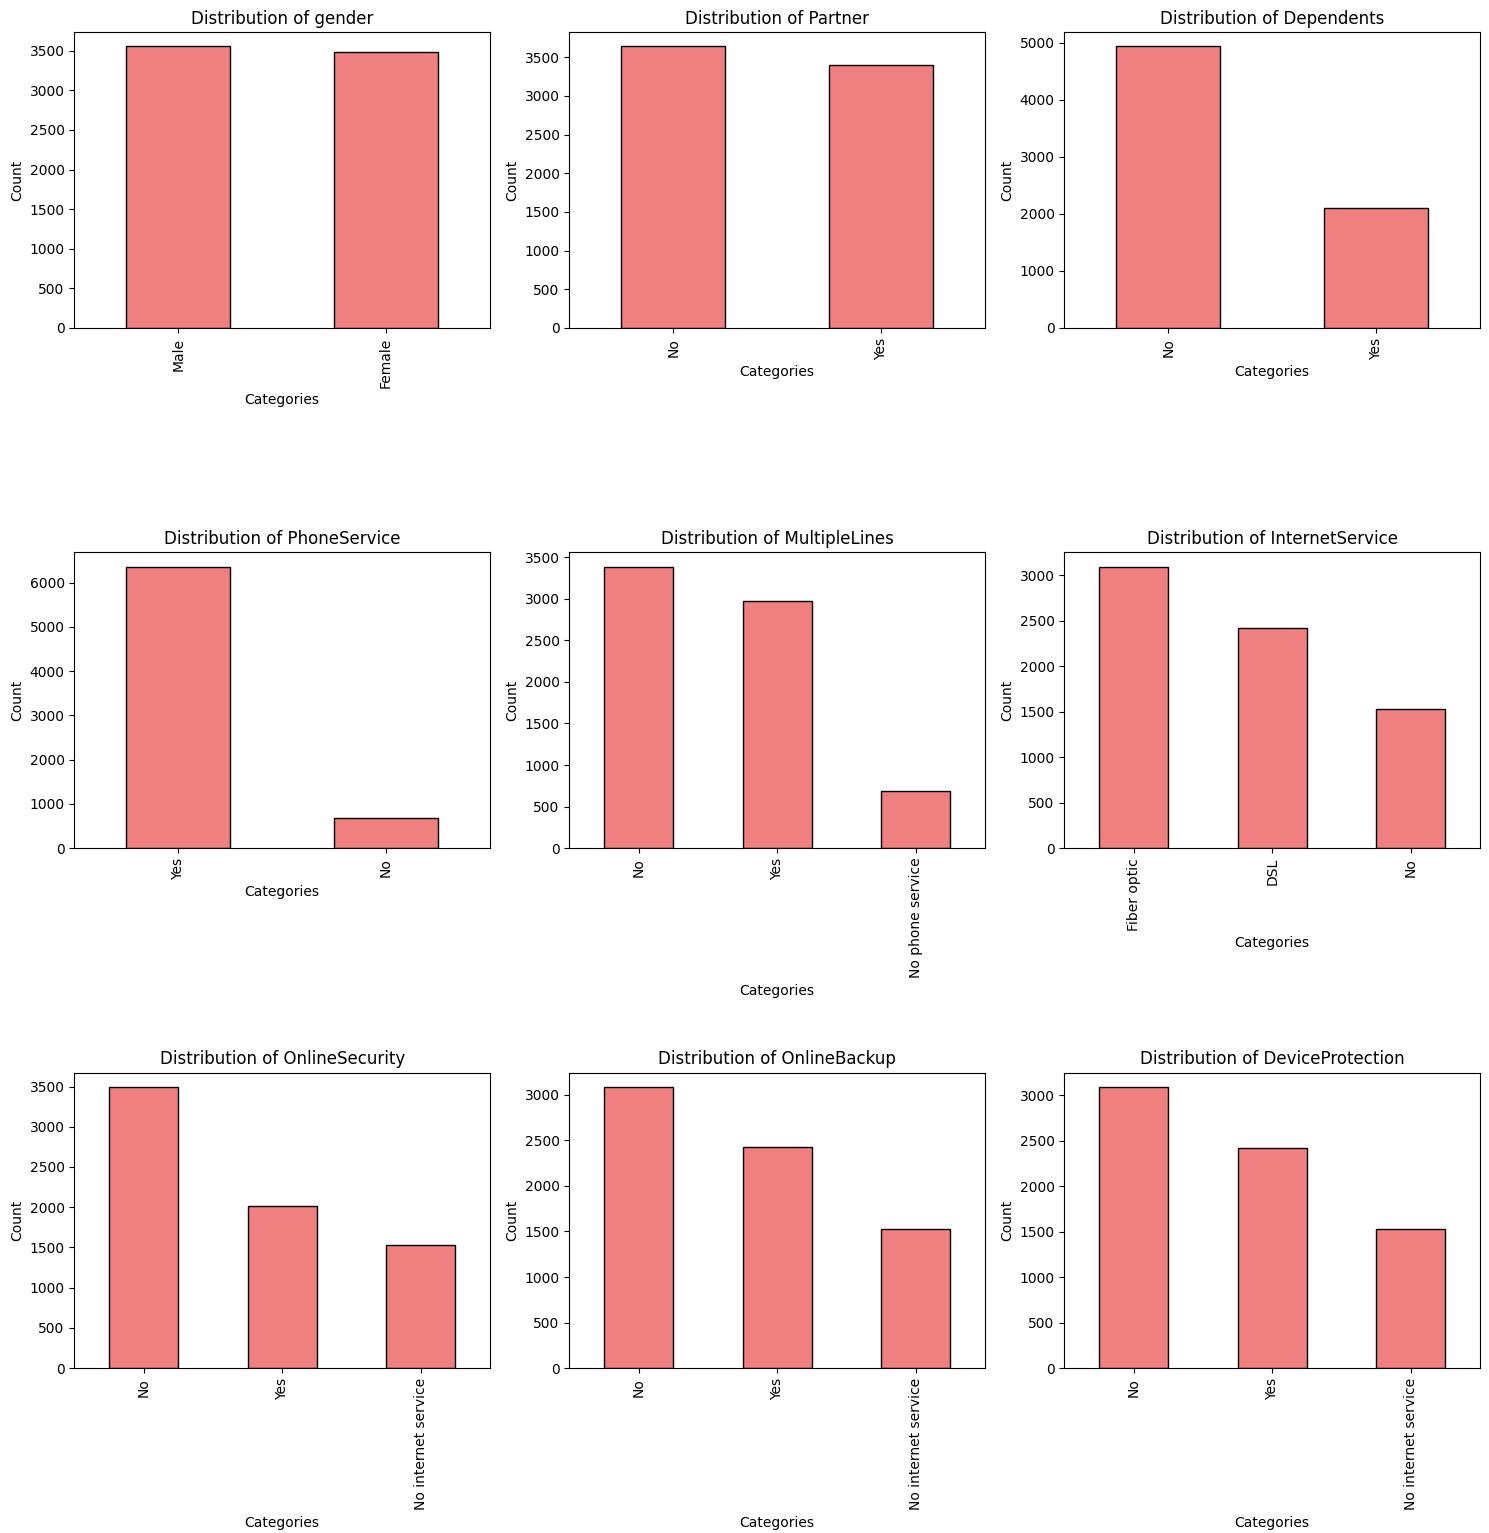 Distribution of gender
3500
3000
2500
2000
1500
1000
500
0
Count
Male
Female
Categories
Distribution of Partner
3500
3000
2500
2000
1500
1000
500
0
Count
No
Yes
Categories
Distribution of Dependents
5000
4000
3000
2000
1000
0
Count
No
Yes
Categories
Distribution of PhoneService
6000
5000
4000
3000
2000
1000
0
Count
Yes
No
Categories
Distribution of MultipleLines
3500
3000
2500
2000
1500
1000
500
0
Count
No
Yes
No phone service
Categories
Distribution of InternetService
3000
2500
2000
1500
1000
500
0
Count
Fiber optic
DSL
No
Categories
Distribution of OnlineSecurity
3500
3000
2500
2000
1500
1000
500
0
Count
No
Yes
No internet service
Categories
Distribution of OnlineBackup
3000
2500
2000
1500
1000
500
0
Count
No
Yes
No internet service
Categories
Distribution of DeviceProtection
3000
2500
2000
1500
1000
500
0
Count
No
Yes
No internet service
Categories